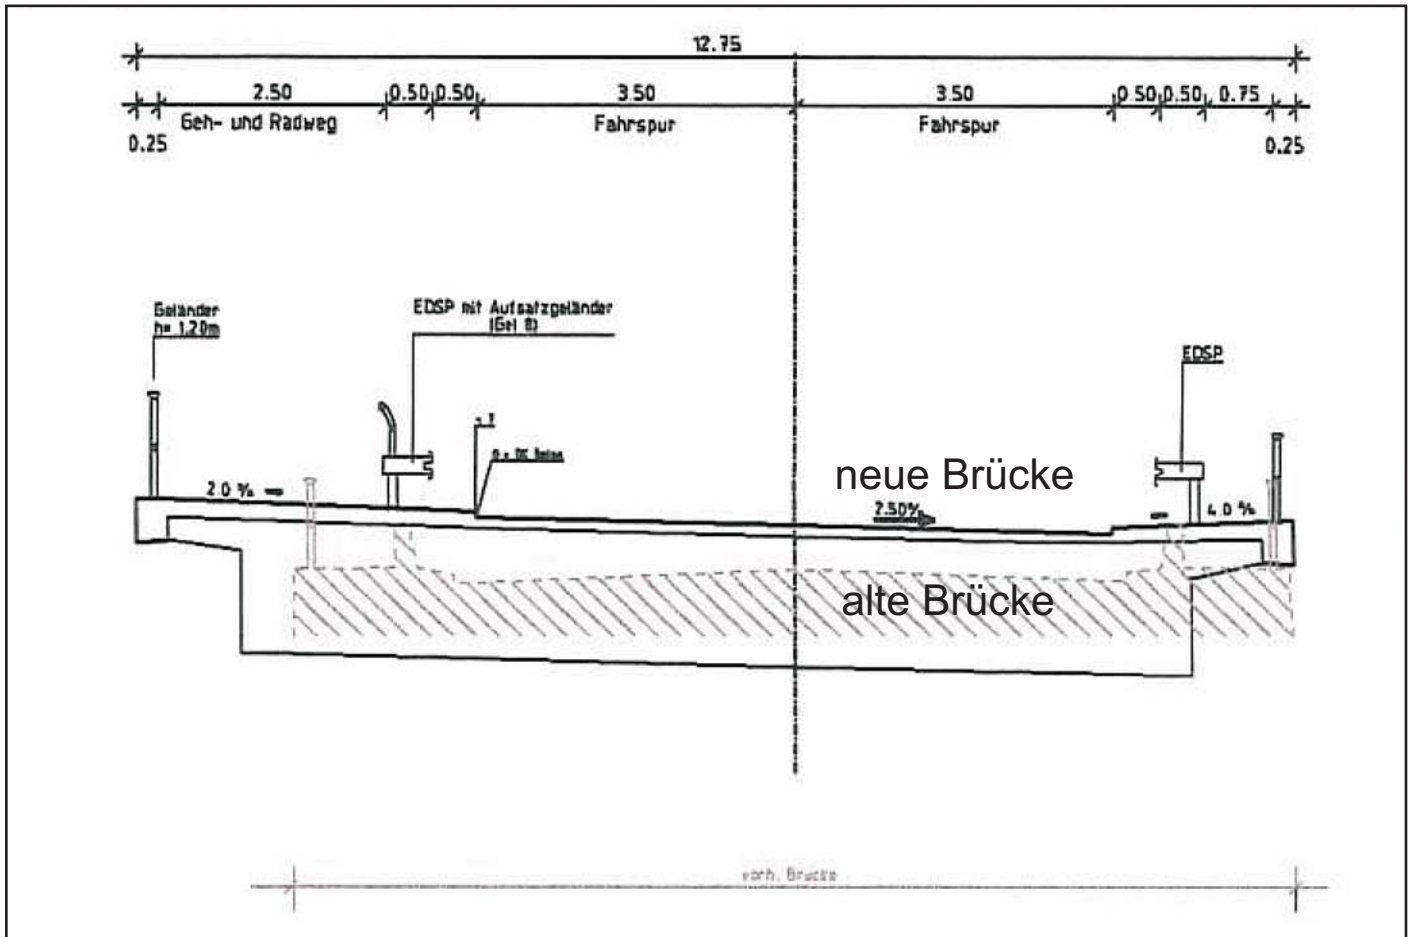 12.75
2.50 0.50 0.50 3.50 3.50 0.50 0.50 0.75
Geh- und Radweg Fahrspur Fahrspur
0.25 0.25
Geländer
h= 1.20m
EDSP mit Aufsatzgeländer
(Gel 8)
EDSP
neue Brücke
2.0 %
2.50%
4.0 %
alte Brücke
vorh. Brücke